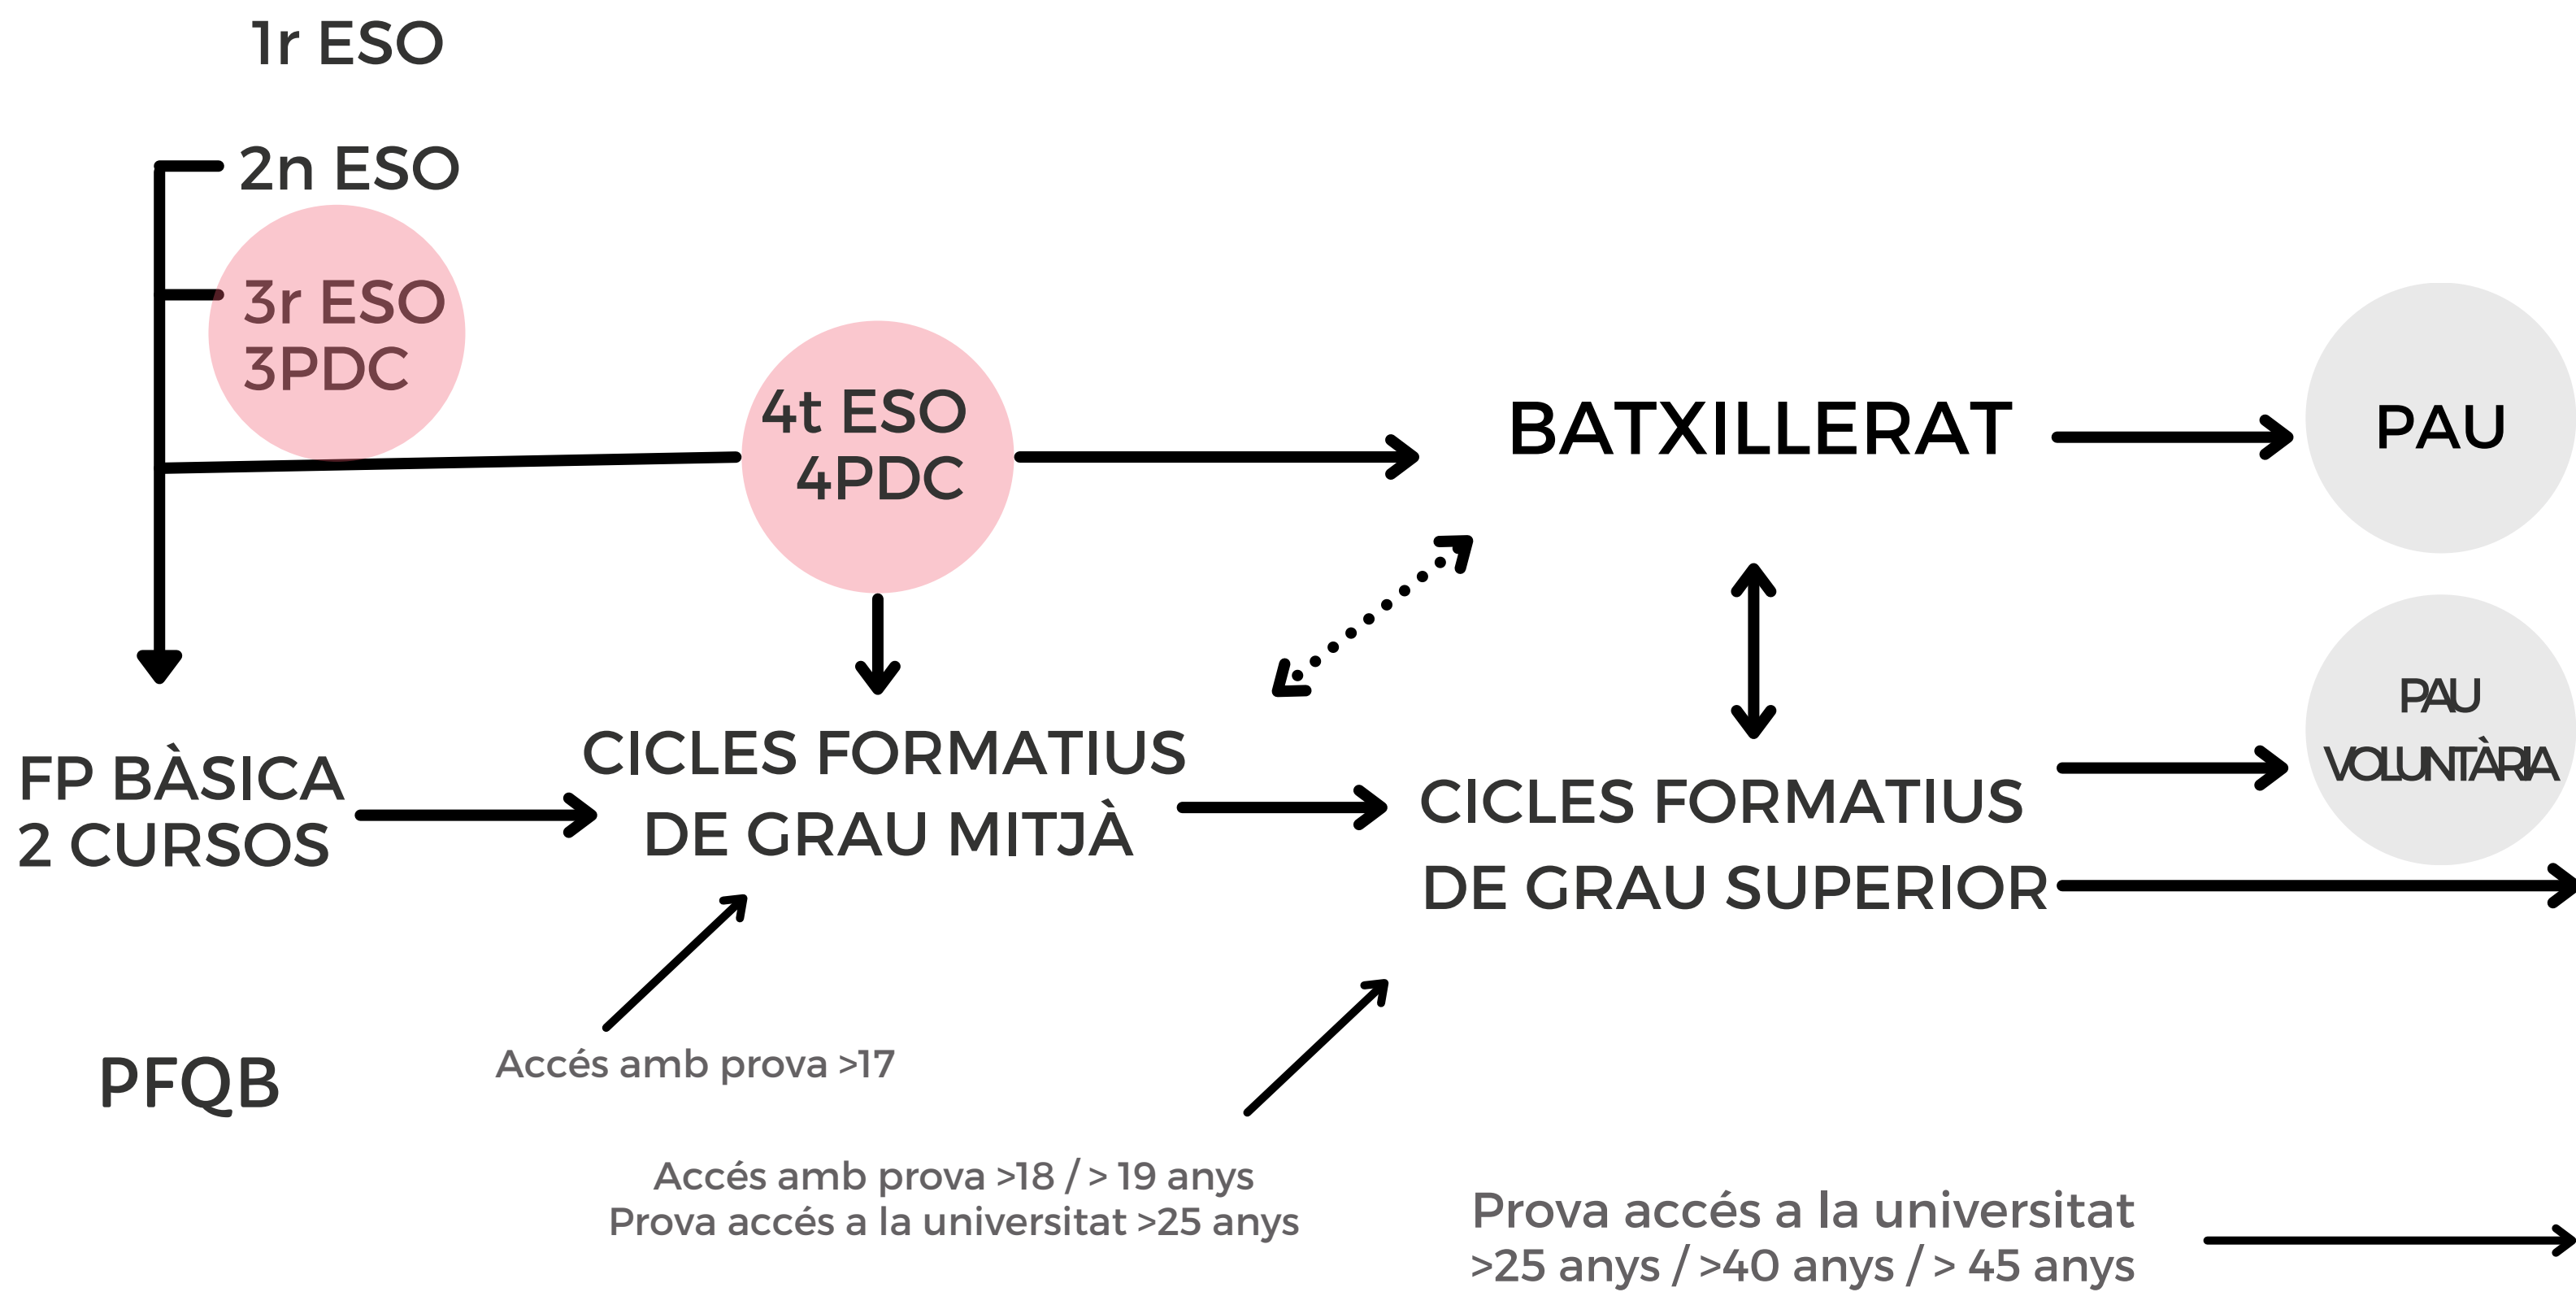 1r ESO
2n ESO
3r ESO
3PDC
4t ESO
4PDC
BATXILLERAT
PAU
PAU
VOLUNTÀRIA
FP BÀSICA
2 CURSOS
CICLES FORMATIUS
DE GRAU MITJÀ
CICLES FORMATIUS
DE GRAU SUPERIOR
PFQB
Accés amb prova >17
Accés amb prova >18 / > 19 anys
Prova accés a la universitat >25 anys
Prova accés a la universitat
>25 anys / >40 anys / > 45 anys